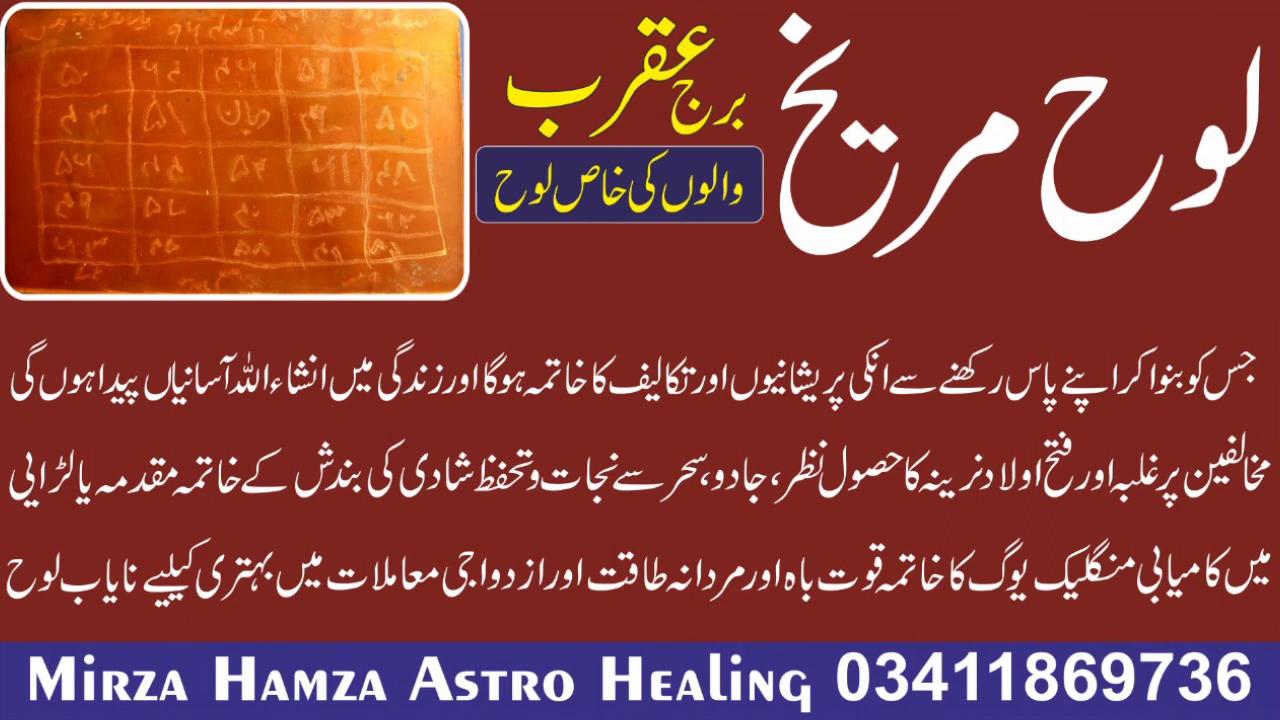 لوح مریخ
برج عقرب
والوں کی خاص لوح
جس کو بنوا کر اپنے پاس رکھنے سے انکی پریشانیوں اور تکالیف کا خاتمہ ہوگا اور زندگی میں انشاءاللہ آسانیاں پیدا ہوں گی
مخالفین پر غلبہ اور فتح اولاد نرینہ کا حصول نظر، جادو، سحر سے نجات و تحفظ شادی کی بندش کے خاتمہ مقدمہ یا لڑایی
میں کامیابی منگلیک یوگ کا خاتمہ قوت باہ اور مردانہ طاقت اور ازدواجی معاملات میں بہتری کیلیے نایاب لوح
Mirza Hamza Astro Healing 03411869736